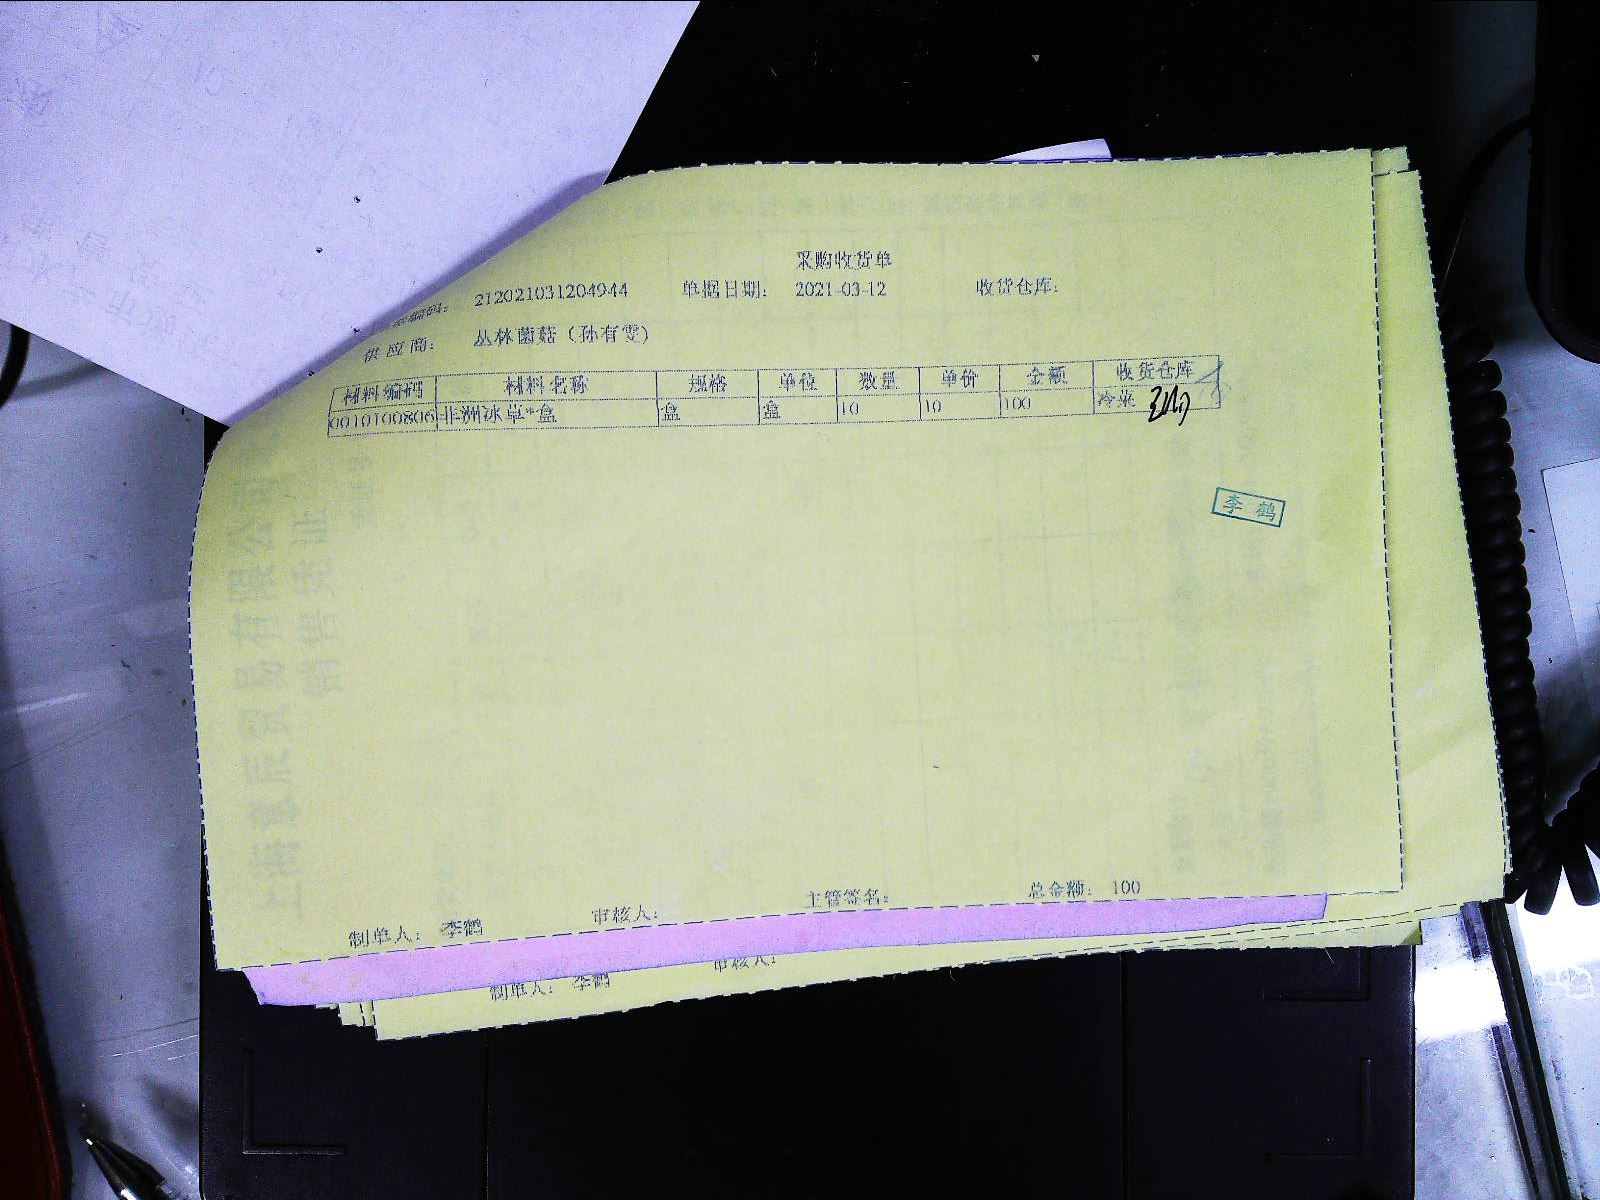 采购收货单
编码： 212021031204944 单据日期： 2021-03-12 收货仓库：
供应商： 丛林菌菇（孙有雯）
材料编码 材料名称 规格 单位 数量 单价 金额 收货仓库
0010100806 非洲冰草*盒 盒 盒 10 10 100 冷菜
李鹤
制单人： 李鹤 审核人： 主管签名： 总金额： 100
制单人： 李鹤 审核人：